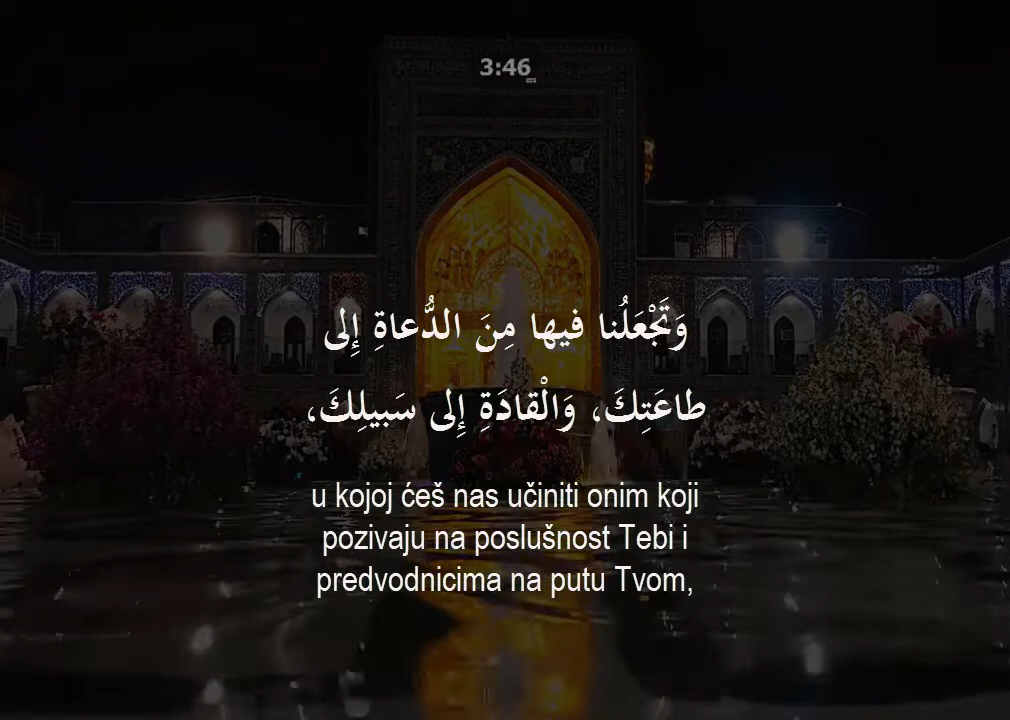 3:46
وَتَجْعَلُنا فيها مِنَ الدُّعاةِ إِلى
طاعَتِكَ، وَالْقادَةِ إِلى سَبيلِكَ،
u kojoj ćeš nas učiniti onim koji
pozivaju na poslušnost Tebi i
predvodnicima na putu Tvom,